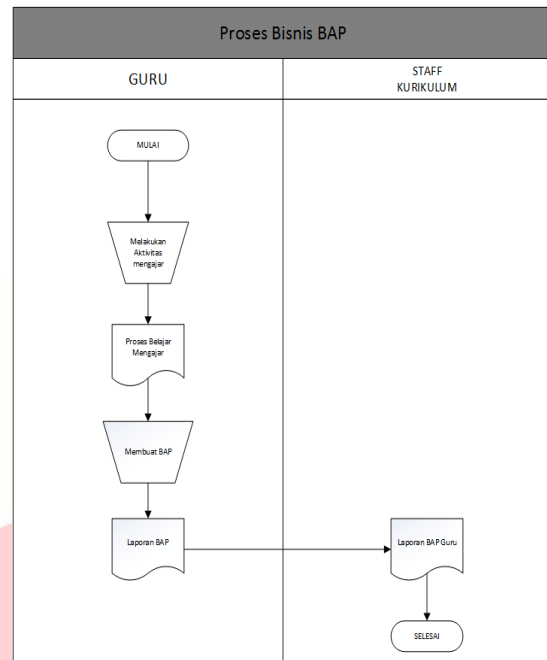 Proses Bisnis BAP
GURU
STAFF
KURIKULUM
MULAI
Melakukan
Aktivitas
mengajar
Proses Belajar
Mengajar
Membuat BAP
Laporan BAP
Laporan BAP Guru
SELESAI